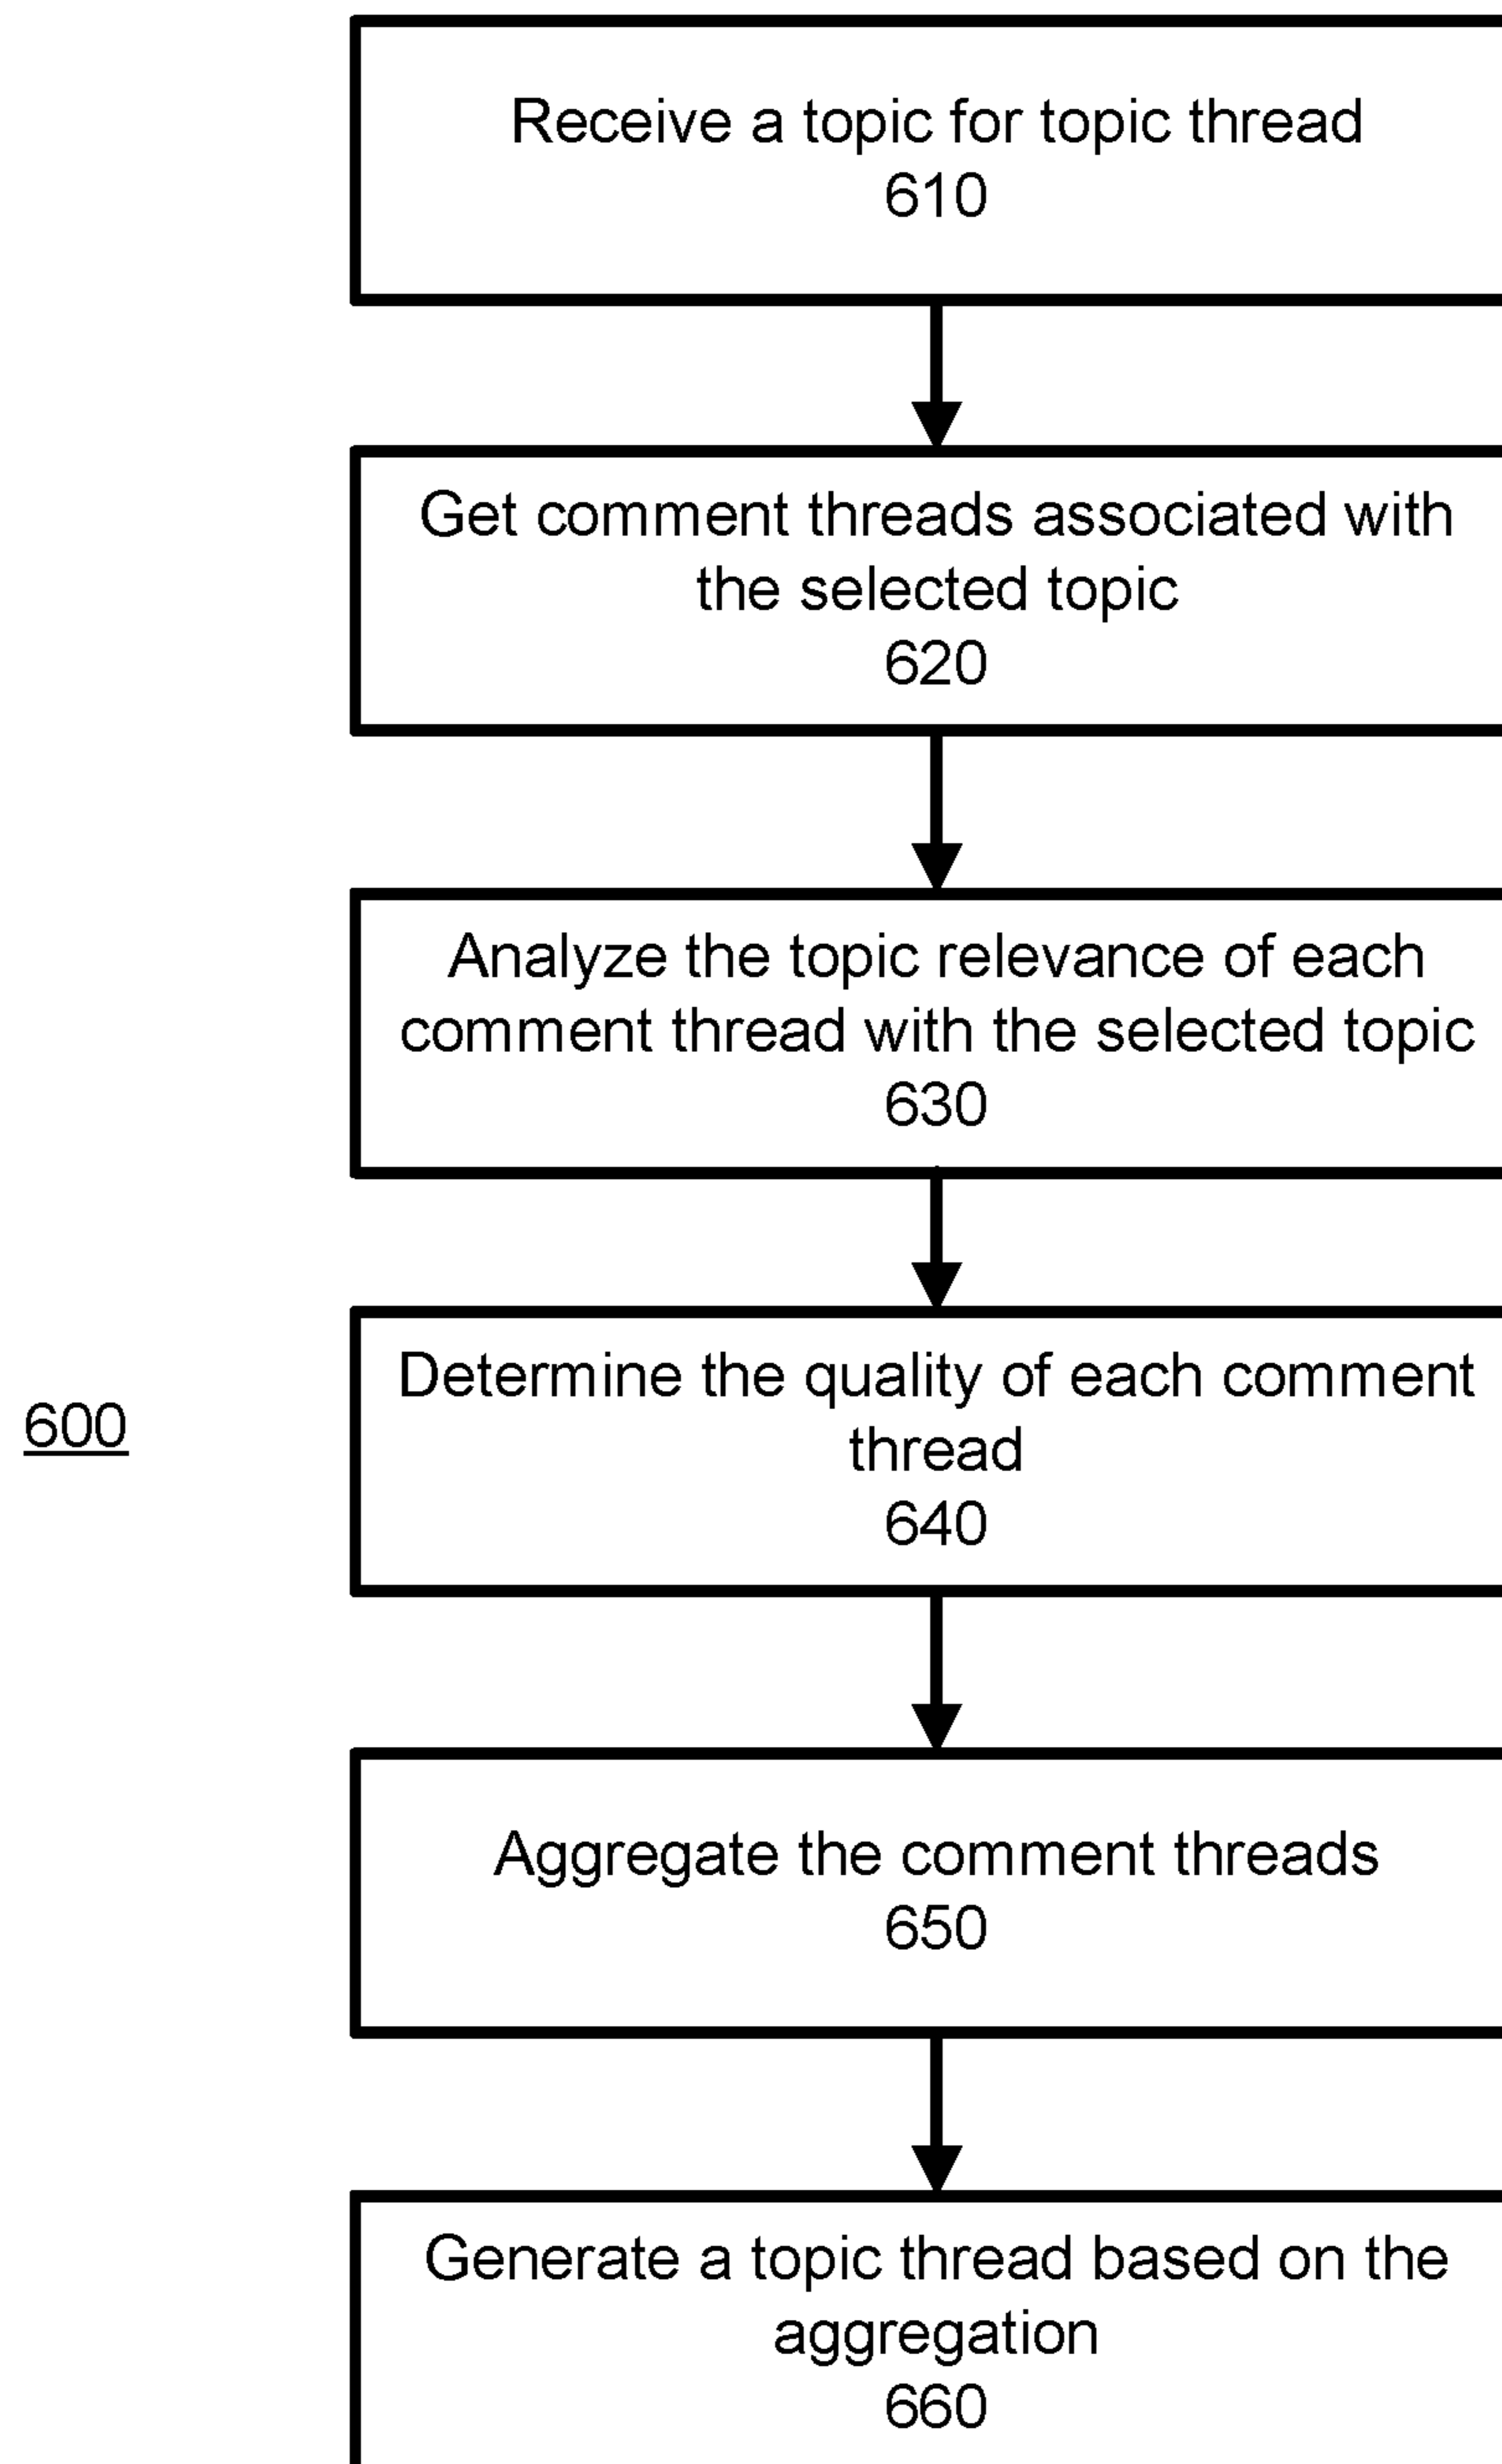 Receive a topic for topic thread
610
Get comment threads associated with
the selected topic
620
Analyze the topic relevance of each
comment thread with the selected topic
630
Determine the quality of each comment
thread
640
600
Aggregate the comment threads
650
Generate a topic thread based on the
aggregation
660